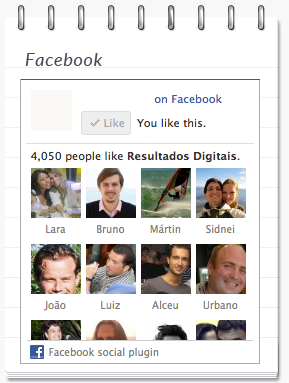 Facebook
on Facebook
Like You like this.
4,050 people like Resultados Digitais.
Lara Bruno Mártin Sidnei
João Luiz Alceu Urbano
Facebook social plugin